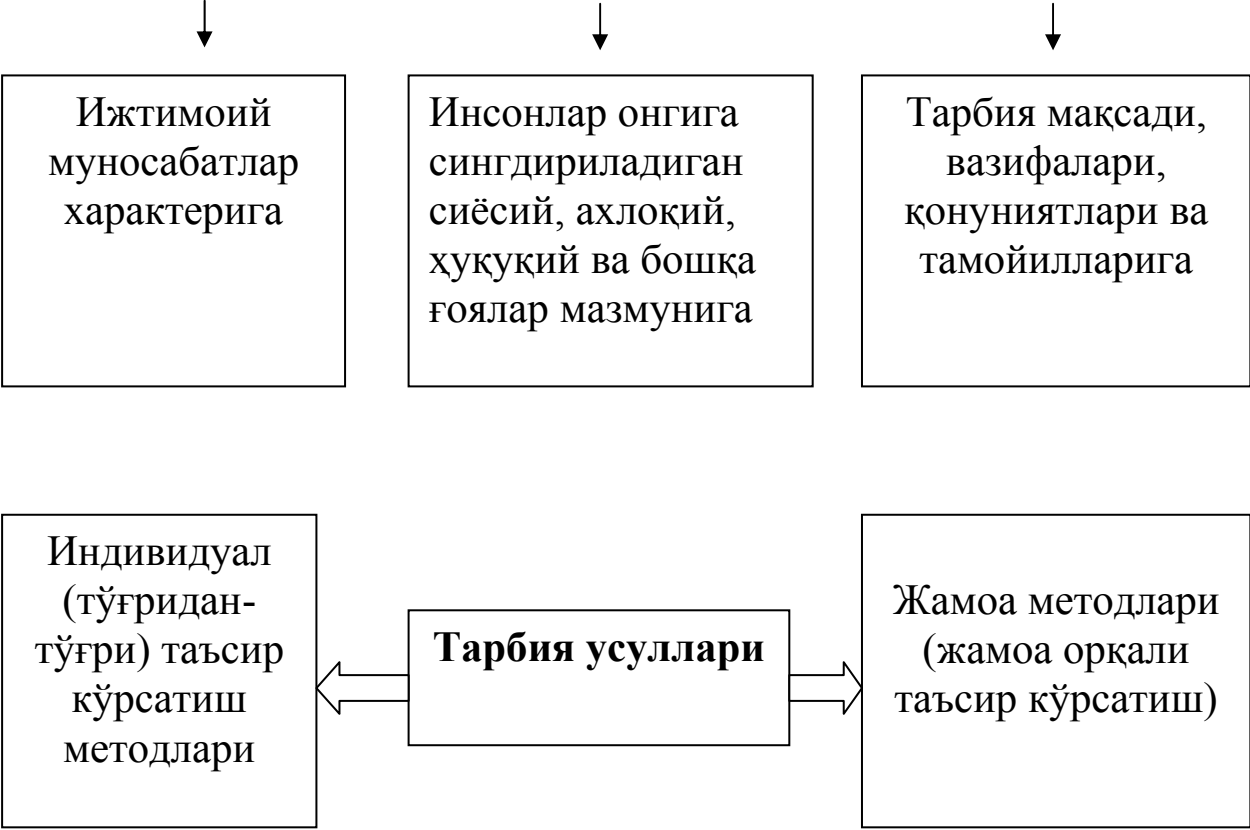 Ижтимоий
муносабатлар
характерига
Инсонлар онгига
сингдириладиган
сиёсий, ахлоқий,
ҳуқуқий ва бошқа
ғоялар мазмунига
Тарбия мақсади,
вазифалари,
қонуниятлари ва
тамойилларига
Индивидуал
(тўғридан-
тўғри) таъсир
кўрсатиш
методлари
Тарбия усуллари
Жамоа методлари
(жамоа орқали
таъсир кўрсатиш)